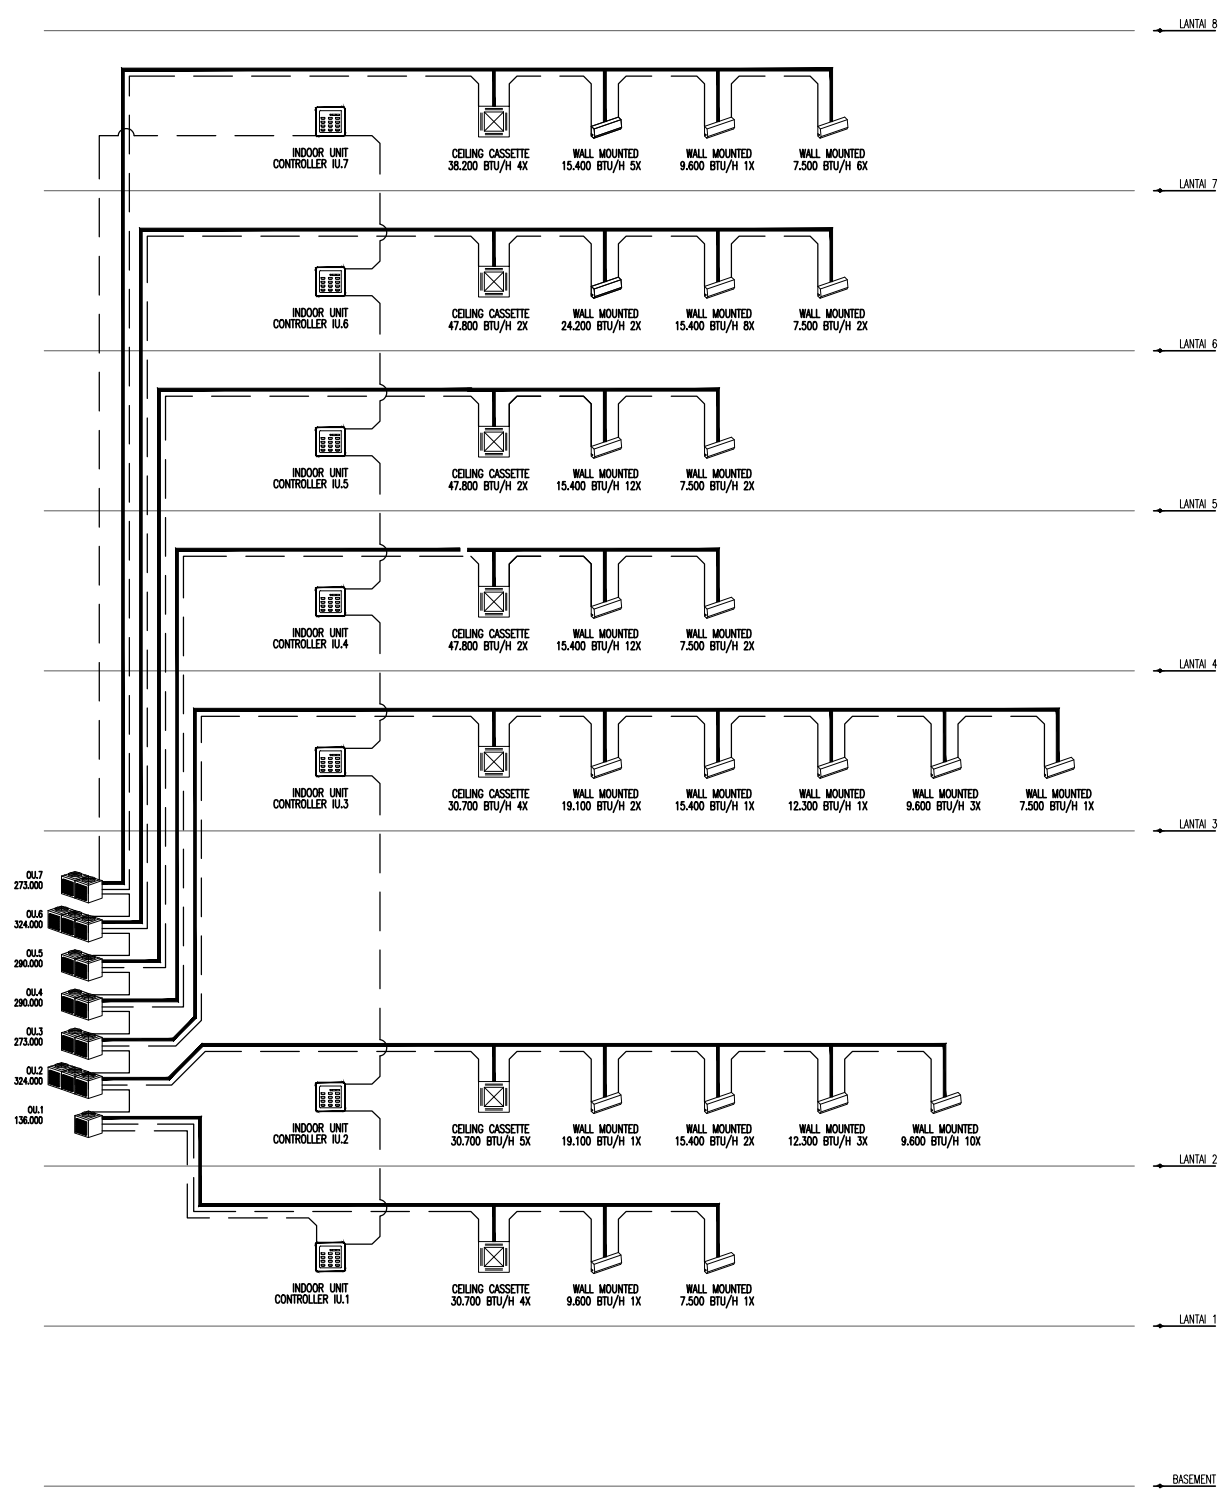 LANTAI 8
INDOOR UNIT
CONTROLLER IU.7
CEILING CASSETTE
38.200 BTU/H 4X
WALL MOUNTED
15.400 BTU/H 5X
WALL MOUNTED
9.600 BTU/H 1X
WALL MOUNTED
7.500 BTU/H 6X
LANTAI 7
INDOOR UNIT
CONTROLLER IU.6
CEILING CASSETTE
47.800 BTU/H 2X
WALL MOUNTED
24.200 BTU/H 2X
WALL MOUNTED
15.400 BTU/H 8X
WALL MOUNTED
7.500 BTU/H 2X
LANTAI 6
INDOOR UNIT
CONTROLLER IU.5
CEILING CASSETTE
47.800 BTU/H 2X
WALL MOUNTED
15.400 BTU/H 12X
WALL MOUNTED
7.500 BTU/H 2X
LANTAI 5
INDOOR UNIT
CONTROLLER IU.4
CEILING CASSETTE
47.800 BTU/H 2X
WALL MOUNTED
15.400 BTU/H 12X
WALL MOUNTED
7.500 BTU/H 2X
LANTAI 4
INDOOR UNIT
CONTROLLER IU.3
CEILING CASSETTE
30.700 BTU/H 4X
WALL MOUNTED
19.100 BTU/H 2X
WALL MOUNTED
15.400 BTU/H 1X
WALL MOUNTED
12.300 BTU/H 1X
WALL MOUNTED
9.600 BTU/H 3X
WALL MOUNTED
7.500 BTU/H 1X
LANTAI 3
OU.7
273.000
OU.6
324.000
OU.5
290.000
OU.4
290.000
OU.3
273.000
OU.2
324.000
OU.1
136.000
INDOOR UNIT
CONTROLLER IU.2
CEILING CASSETTE
30.700 BTU/H 5X
WALL MOUNTED
19.100 BTU/H 1X
WALL MOUNTED
15.400 BTU/H 2X
WALL MOUNTED
12.300 BTU/H 3X
WALL MOUNTED
9.600 BTU/H 10X
LANTAI 2
INDOOR UNIT
CONTROLLER IU.1
CEILING CASSETTE
30.700 BTU/H 4X
WALL MOUNTED
9.600 BTU/H 1X
WALL MOUNTED
7.500 BTU/H 1X
LANTAI 1
BASEMENT